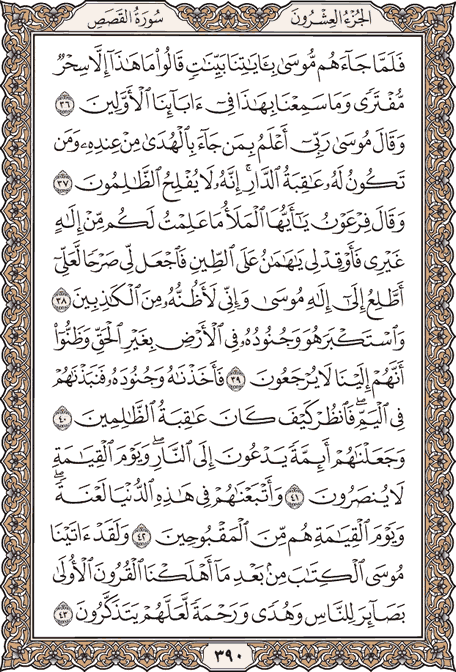 الجزء العشرون سورة القصص
فَلَمَّا جَآءَهُم مُّوسَىٰ بِـَٔايَٰتِنَا بَيِّنَٰتٖ قَالُواْ مَا هَٰذَآ إِلَّا سِحۡرٞ
مُّفۡتَرٗى وَمَا سَمِعۡنَا بِهَٰذَا فِيٓ ءَابَآئِنَا ٱلۡأَوَّلِينَ ٣٦
وَقَالَ مُوسَىٰ رَبِّيٓ أَعۡلَمُ بِمَن جَآءَ بِٱلۡهُدَىٰ مِنۡ عِندِهِۦ وَمَن
تَكُونُ لَهُۥ عَٰقِبَةُ ٱلدَّارِۚ إِنَّهُۥ لَا يُفۡلِحُ ٱلظَّٰلِمُونَ ٣٧
وَقَالَ فِرۡعَوۡنُ يَٰٓأَيُّهَا ٱلۡمَلَأُ مَا عَلِمۡتُ لَكُم مِّنۡ إِلَٰهٍ
غَيۡرِي فَأَوۡقِدۡ لِي يَٰهَٰمَٰنُ عَلَى ٱلطِّينِ فَٱجۡعَل لِّي صَرۡحٗا لَّعَلِّيٓ
أَطَّلِعُ إِلَىٰٓ إِلَٰهِ مُوسَىٰ وَإِنِّي لَأَظُنُّهُۥ مِنَ ٱلۡكَٰذِبِينَ ٣٨
وَٱسۡتَكۡبَرَ هُوَ وَجُنُودُهُۥ فِي ٱلۡأَرۡضِ بِغَيۡرِ ٱلۡحَقِّ وَظَنُّوٓاْ
أَنَّهُمۡ إِلَيۡنَا لَا يُرۡجَعُونَ ٣٩ فَأَخَذۡنَٰهُ وَجُنُودَهُۥ فَنَبَذۡنَٰهُمۡ
فِي ٱلۡيَمِّۖ فَٱنظُرۡ كَيۡفَ كَانَ عَٰقِبَةُ ٱلظَّٰلِمِينَ ٤٠
وَجَعَلۡنَٰهُمۡ أَئِمَّةٗ يَدۡعُونَ إِلَى ٱلنَّارِۖ وَيَوۡمَ ٱلۡقِيَٰمَةِ
لَا يُنصَرُونَ ٤١ وَأَتۡبَعۡنَٰهُمۡ فِي هَٰذِهِ ٱلدُّنۡيَا لَعۡنَةٗۖ
وَيَوۡمَ ٱلۡقِيَٰمَةِ هُم مِّنَ ٱلۡمَقۡبُوحِينَ ٤٢ وَلَقَدۡ ءَاتَيۡنَا
مُوسَى ٱلۡكِتَٰبَ مِنۢ بَعۡدِ مَآ أَهۡلَكۡنَا ٱلۡقُرُونَ ٱلۡأُولَىٰ
بَصَآئِرَ لِلنَّاسِ وَهُدٗى وَرَحۡمَةٗ لَّعَلَّهُمۡ يَتَذَكَّرُونَ ٤٣
٣٩٠